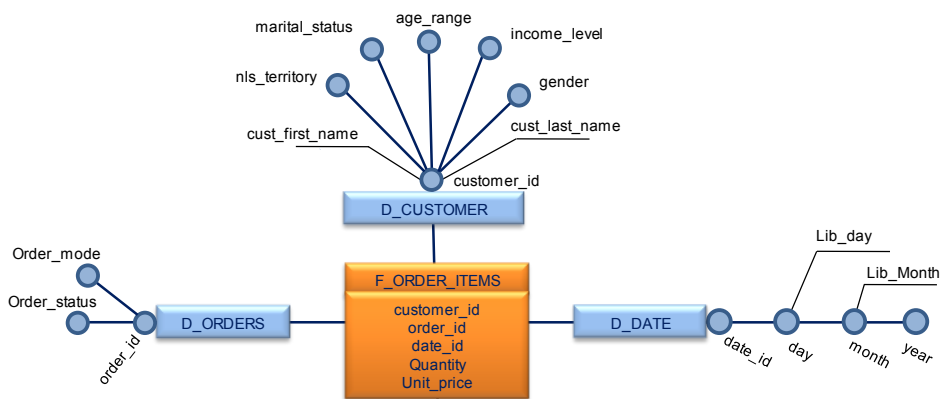 age_range
marital_status
income_level
nls_territory
gender
cust_first_name
cust_last_name
customer_id
D_CUSTOMER
Lib_day
Order_mode
Lib_Month
F_ORDER_ITEMS
Order_status
customer_id
D_ORDERS
order_id
D_DATE
date_id
Quantity
Unit_price
order_id
date_id
day
month
year